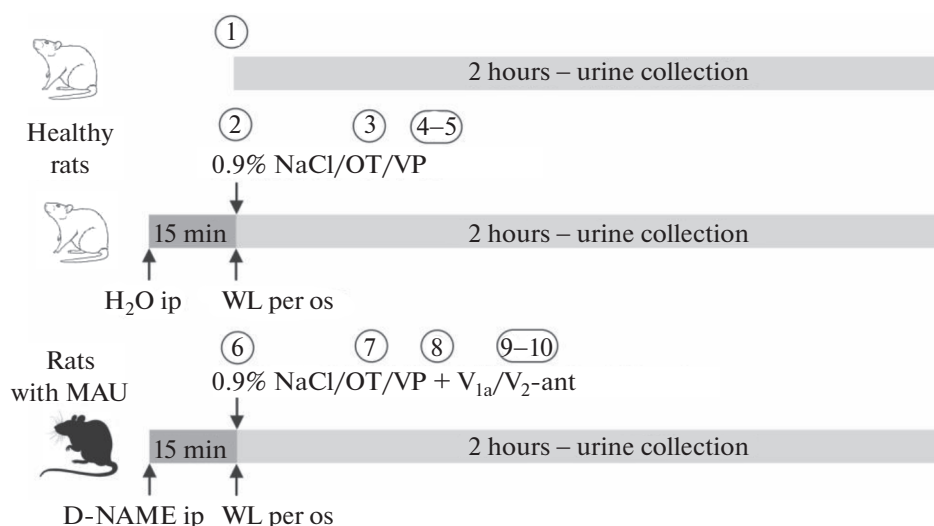 ①
2 hours – urine collection
Healthy
rats
② ③ 4–5
0.9% NaCl/OT/VP
15 min 2 hours – urine collection
H₂O ip WL per os
Rats
with MAU
⑥ ⑦ ⑧ 9–10
0.9% NaCl/OT/VP + V₁ₐ/V₂-ant
15 min 2 hours – urine collection
D-NAME ip WL per os